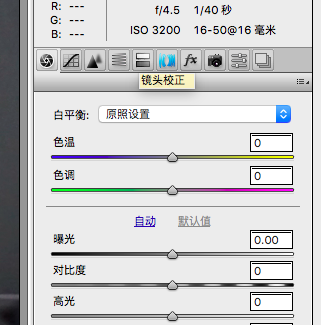 R: --- f/4.5 1/40 秒
G: ---
B: --- ISO 3200 16-50@16 毫米
fx
镜头校正
白平衡: 原照设置
色温 0
色调 0
自动 默认值
曝光 0.00
对比度 0
高光 0